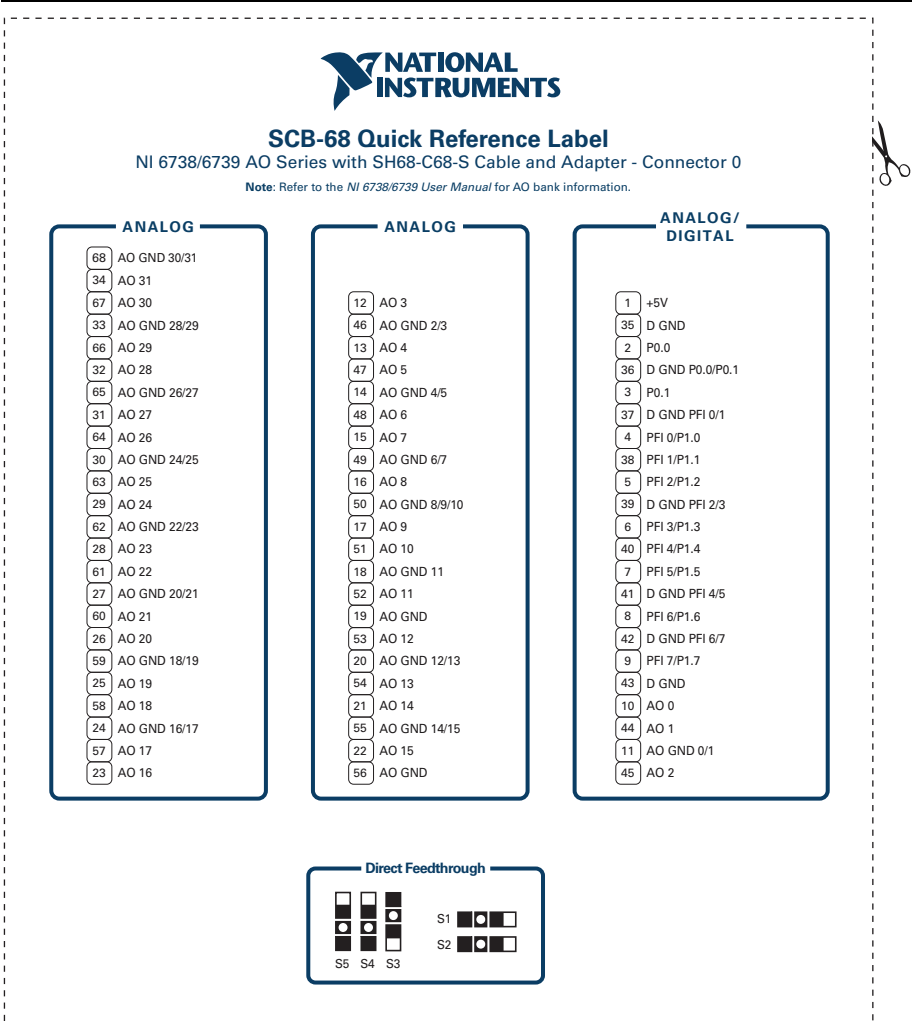 NATIONAL
INSTRUMENTS
SCB-68 Quick Reference Label
NI 6738/6739 AO Series with SH68-C68-S Cable and Adapter - Connector 0
Note: Refer to the NI 6738/6739 User Manual for AO bank information.
ANALOG
68 AO GND 30/31
34 AO 31
67 AO 30
33 AO GND 28/29
66 AO 29
32 AO 28
65 AO GND 26/27
31 AO 27
64 AO 26
30 AO GND 24/25
63 AO 25
29 AO 24
62 AO GND 22/23
28 AO 23
61 AO 22
27 AO GND 20/21
60 AO 21
26 AO 20
59 AO GND 18/19
25 AO 19
58 AO 18
24 AO GND 16/17
57 AO 17
23 AO 16
ANALOG
12 AO 3
46 AO GND 2/3
13 AO 4
47 AO 5
14 AO GND 4/5
48 AO 6
15 AO 7
49 AO GND 6/7
16 AO 8
50 AO GND 8/9/10
17 AO 9
51 AO 10
18 AO GND 11
52 AO 11
19 AO GND
53 AO 12
20 AO GND 12/13
54 AO 13
21 AO 14
55 AO GND 14/15
22 AO 15
56 AO GND
ANALOG/
DIGITAL
1 +5V
35 D GND
2 P0.0
36 D GND P0.0/P0.1
3 P0.1
37 D GND PFI 0/1
4 PFI 0/P1.0
38 PFI 1/P1.1
5 PFI 2/P1.2
39 D GND PFI 2/3
6 PFI 3/P1.3
40 PFI 4/P1.4
7 PFI 5/P1.5
41 D GND PFI 4/5
8 PFI 6/P1.6
42 D GND PFI 6/7
9 PFI 7/P1.7
43 D GND
10 AO 0
44 AO 1
11 AO GND 0/1
45 AO 2
Direct Feedthrough
S1
S2
S5 S4 S3